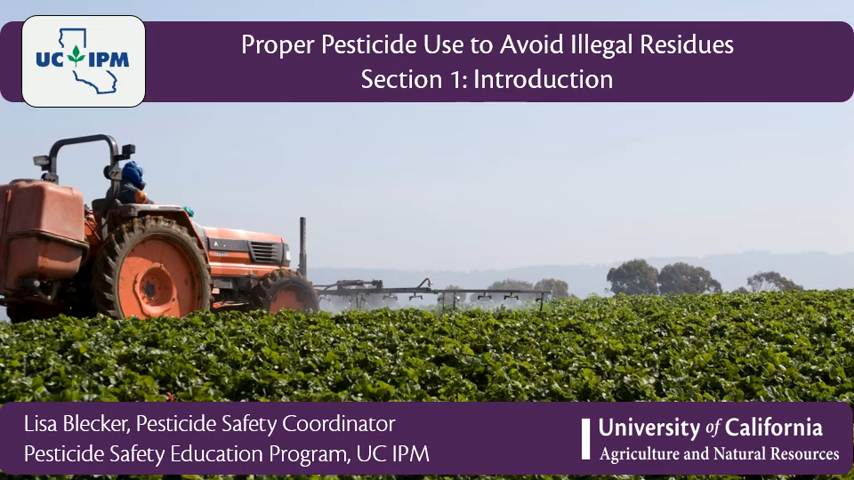 UC IPM
Proper Pesticide Use to Avoid Illegal Residues
Section 1: Introduction
Lisa Blecker, Pesticide Safety Coordinator
Pesticide Safety Education Program, UC IPM
University of California
Agriculture and Natural Resources